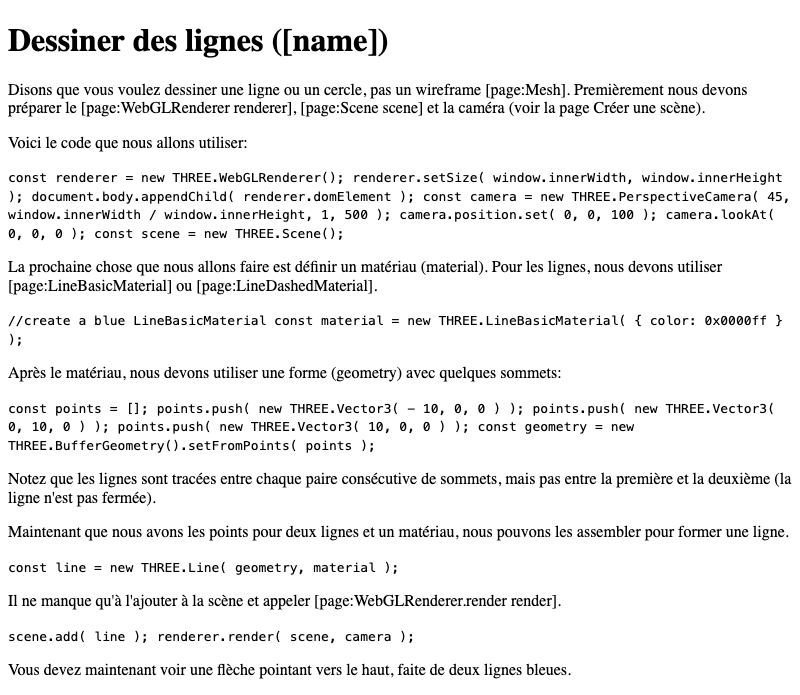 Dessiner des lignes ([name])
Disons que vous voulez dessiner une ligne ou un cercle, pas un wireframe [page:Mesh]. Premièrement nous devons
préparer le [page:WebGLRenderer renderer], [page:Scene scene] et la caméra (voir la page Créer une scène).
Voici le code que nous allons utiliser:
const renderer = new THREE.WebGLRenderer(); renderer.setSize( window.innerWidth, window.innerHeight
); document.body.appendChild( renderer.domElement ); const camera = new THREE.PerspectiveCamera( 45,
window.innerWidth / window.innerHeight, 1, 500 ); camera.position.set( 0, 0, 100 ); camera.lookAt(
0, 0, 0 ); const scene = new THREE.Scene();
La prochaine chose que nous allons faire est définir un matériau (material). Pour les lignes, nous devons utiliser
[page:LineBasicMaterial] ou [page:LineDashedMaterial].
//create a blue LineBasicMaterial const material = new THREE.LineBasicMaterial( { color: 0x0000ff }
);
Après le matériau, nous devons utiliser une forme (geometry) avec quelques sommets:
const points = []; points.push( new THREE.Vector3( - 10, 0, 0 ) ); points.push( new THREE.Vector3(
0, 10, 0 ) ); points.push( new THREE.Vector3( 10, 0, 0 ) ); const geometry = new
THREE.BufferGeometry().setFromPoints( points );
Notez que les lignes sont tracées entre chaque paire consécutive de sommets, mais pas entre la première et la deuxième (la
ligne n'est pas fermée).
Maintenant que nous avons les points pour deux lignes et un matériau, nous pouvons les assembler pour former une ligne.
const line = new THREE.Line( geometry, material );
Il ne manque qu'à l'ajouter à la scène et appeler [page:WebGLRenderer.render render].
scene.add( line ); renderer.render( scene, camera );
Vous devez maintenant voir une flèche pointant vers le haut, faite de deux lignes bleues.